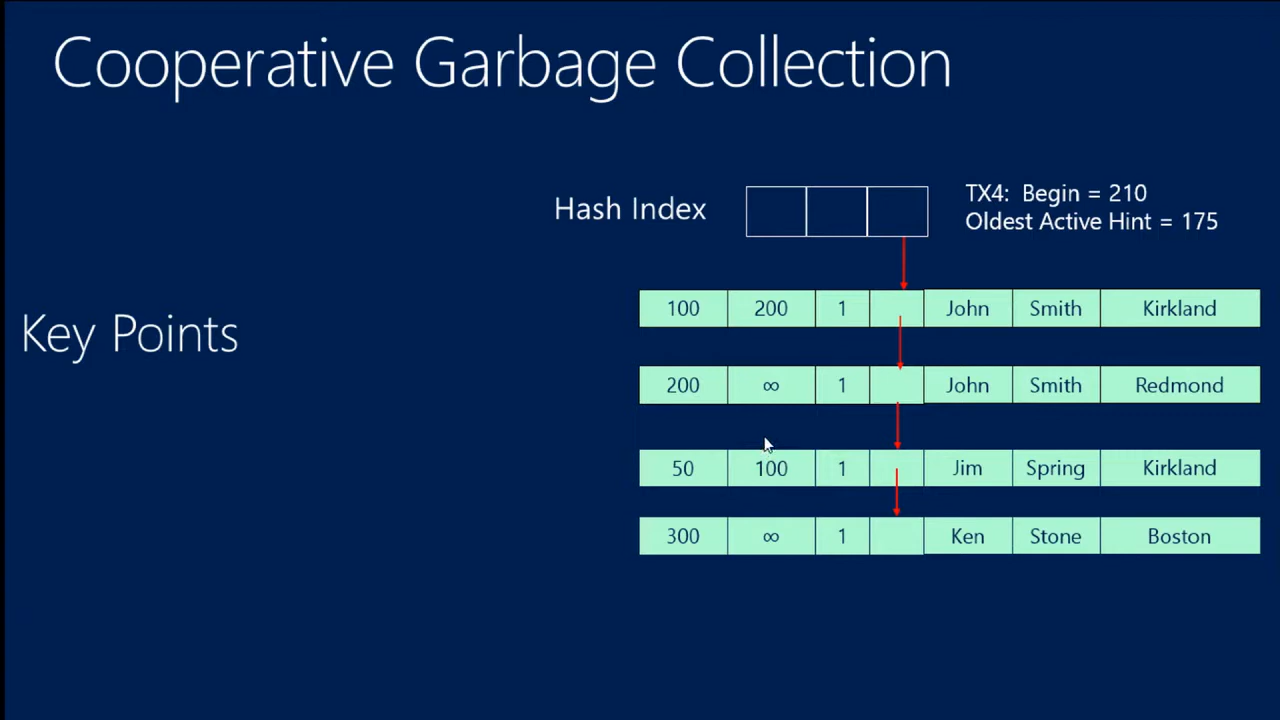 Cooperative Garbage Collection
Hash Index
TX4: Begin = 210
Oldest Active Hint = 175
Key Points
100 200 1 John Smith Kirkland
200 ∞ 1 John Smith Redmond
50 100 1 Jim Spring Kirkland
300 ∞ 1 Ken Stone Boston